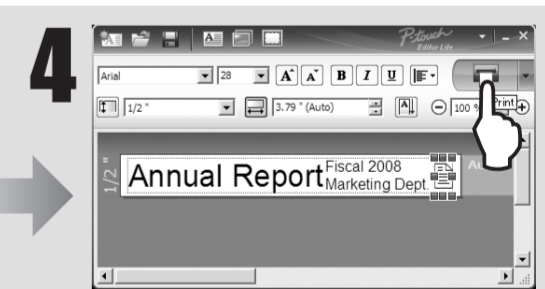 4
P-touch
Editor Lite
Arial
28
A A B I U
1/2 "
3.79 " (Auto)
A
100 %
Print
1/2 "
Annual Report
Fiscal 2008
Marketing Dept.